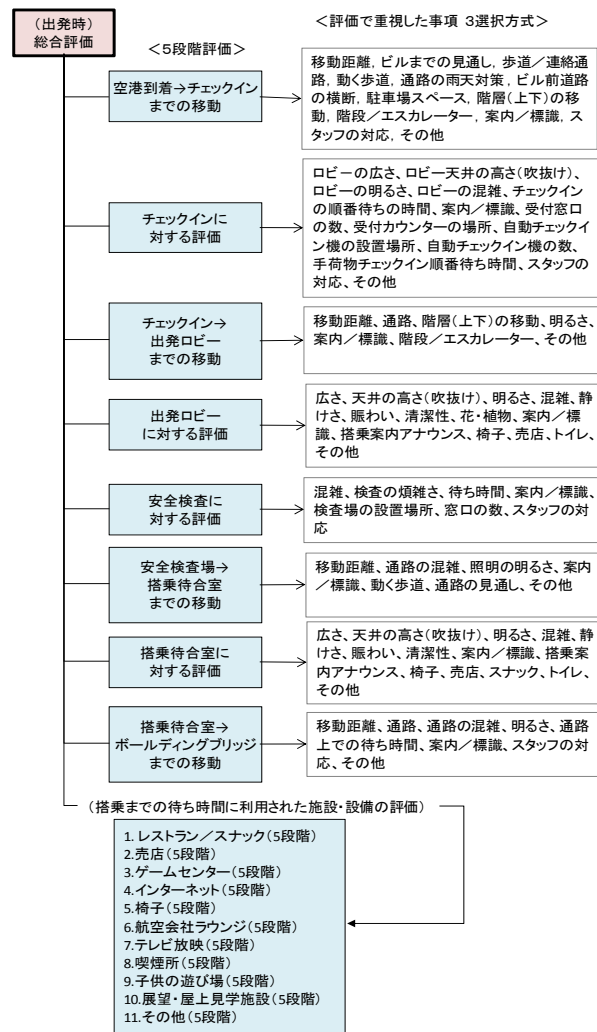 (出発時)
総合評価
＜5段階評価＞
＜評価で重視した事項 3選択方式＞
空港到着→チェックイン
までの移動
移動距離, ビルまでの見通し, 歩道／連絡通
路, 動く歩道, 通路の雨天対策, ビル前道路
の横断, 駐車場スペース, 階層(上下)の移
動, 階段／エスカレーター, 案内／標識, ス
タッフの対応, その他
チェックインに
対する評価
ロビーの広さ、ロビー天井の高さ(吹抜け)、
ロビーの明るさ、ロビーの混雑、チェックイン
の順番待ちの時間、案内／標識、受付窓口
の数、受付カウンターの場所、自動チェックイ
ン機の設置場所、自動チェックイン機の数、
手荷物チェックイン順番待ち時間、スタッフの
対応、その他
チェックイン→
出発ロビー
までの移動
移動距離、通路、階層(上下)の移動、明るさ、
案内／標識、階段／エスカレーター、その他
出発ロビー
に対する評価
広さ、天井の高さ(吹抜け)、明るさ、混雑、静
けさ、賑わい、清潔性、花・植物、案内／標
識、搭乗案内アナウンス、椅子、売店、トイレ、
その他
安全検査に
対する評価
混雑、検査の煩雑さ、待ち時間、案内／標識、
検査場の設置場所、窓口の数、スタッフの対
応
安全検査場→
搭乗待合室
までの移動
移動距離、通路の混雑、照明の明るさ、案内
／標識、動く歩道、通路の見通し、その他
搭乗待合室に
対する評価
広さ、天井の高さ(吹抜け)、明るさ、混雑、静
けさ、賑わい、清潔性、案内／標識、搭乗案
内アナウンス、椅子、売店、スナック、トイレ、
その他
搭乗待合室→
ボールディングブリッジ
までの移動
移動距離、通路、通路の混雑、明るさ、通路
上での待ち時間、案内／標識、スタッフの対
応、その他
(搭乗までの待ち時間に利用された施設・設備の評価)
1. レストラン／スナック(5段階)
2.売店(5段階)
3.ゲームセンター(5段階)
4.インターネット(5段階)
5.椅子(5段階)
6.航空会社ラウンジ(5段階)
7.テレビ放映(5段階)
8.喫煙所(5段階)
9.子供の遊び場(5段階)
10.展望・屋上見学施設(5段階)
11.その他(5段階)